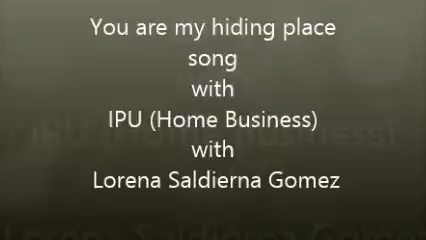 You are my hiding place
song
with
IPU (Home Business)
with
Lorena Saldierna Gomez